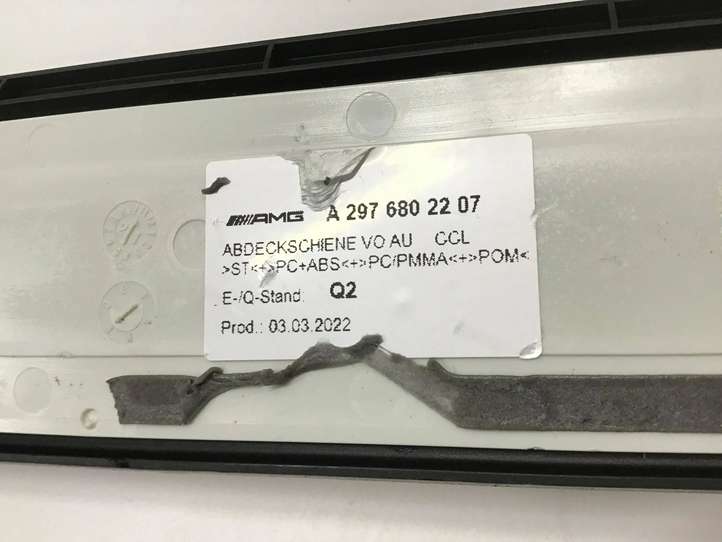 AMG A 297 680 22 07
ABDECKSCHIENE VO AU CCL
>ST<+>PC+ABS<+>PC/PMMA<+>POM<
E-/Q-Stand: Q2
Prod.: 03.03.2022